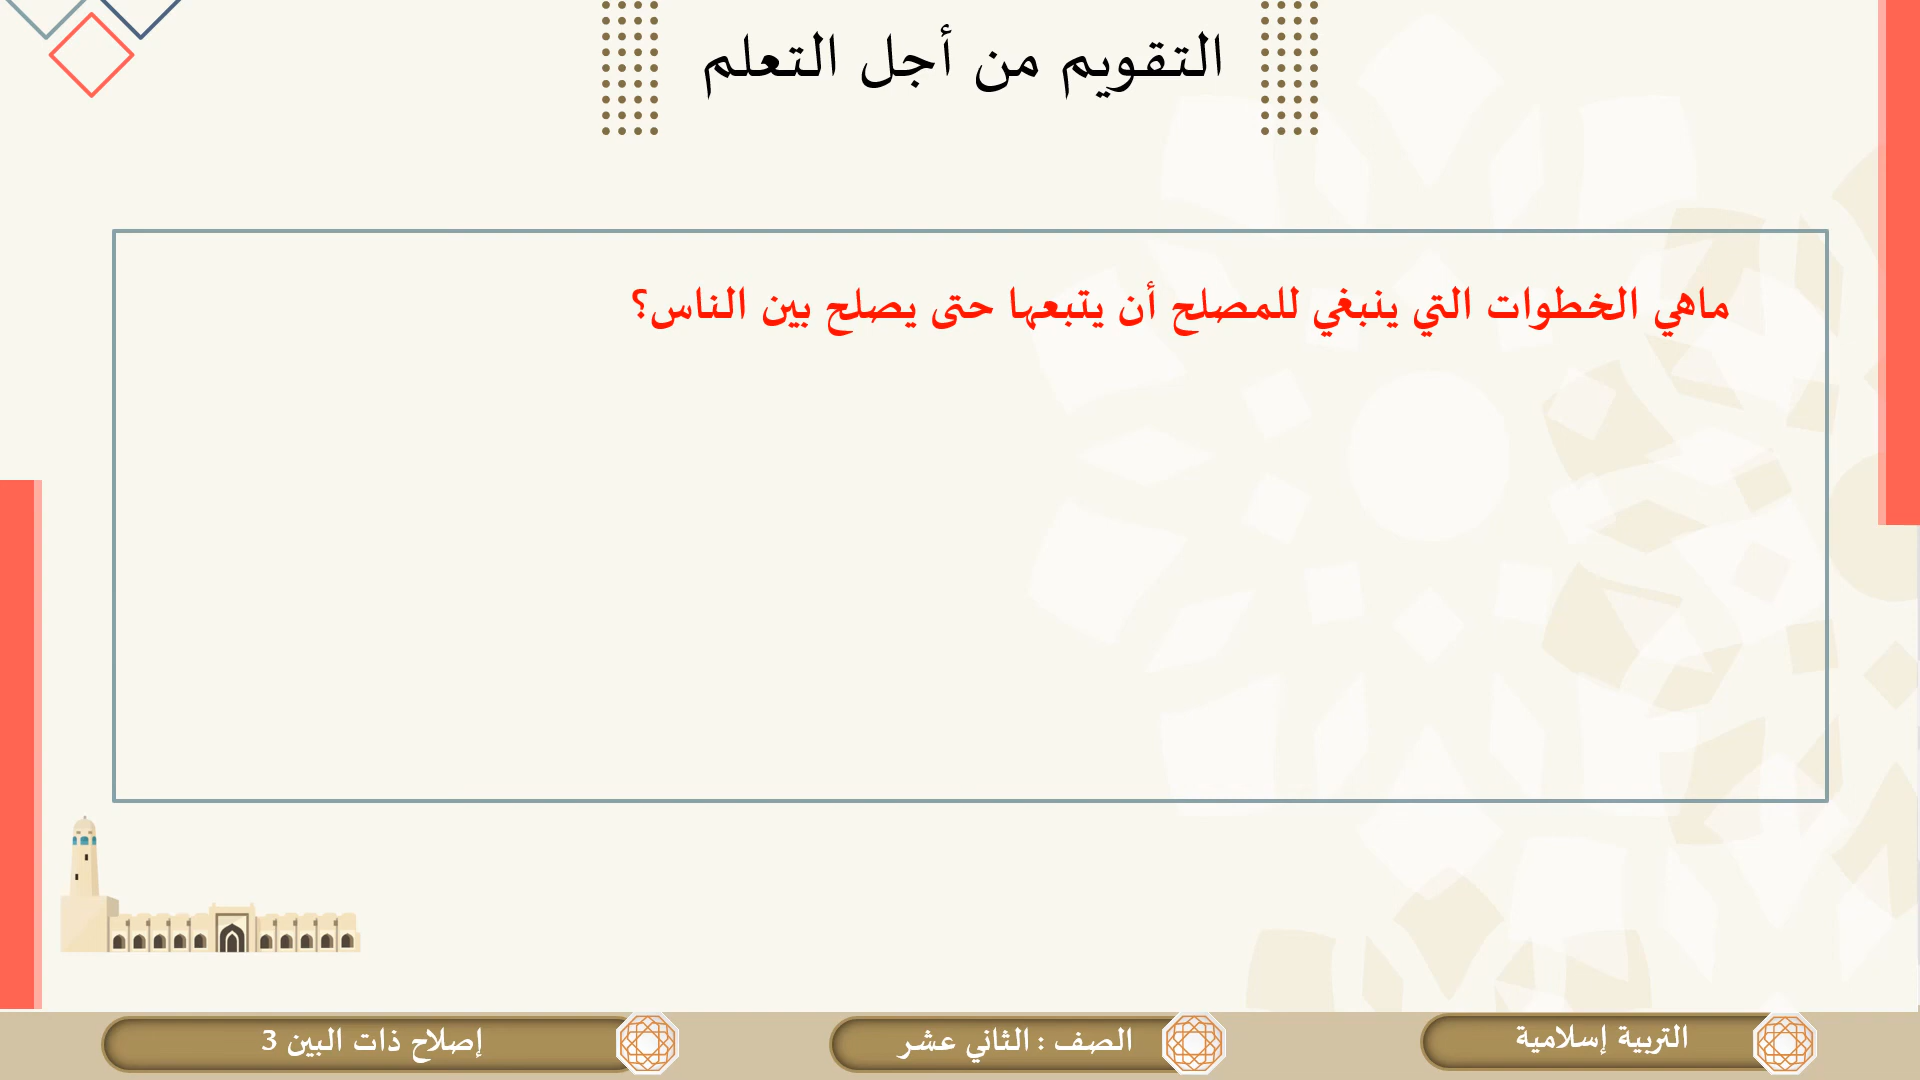 التقويم من أجل التعلم
ماهي الخطوات التي ينبغي للمصلح أن يتبعها حتى يصلح بين الناس؟
التربية إسلامية
الصف : الثاني عشر
إصلاح ذات البين 3